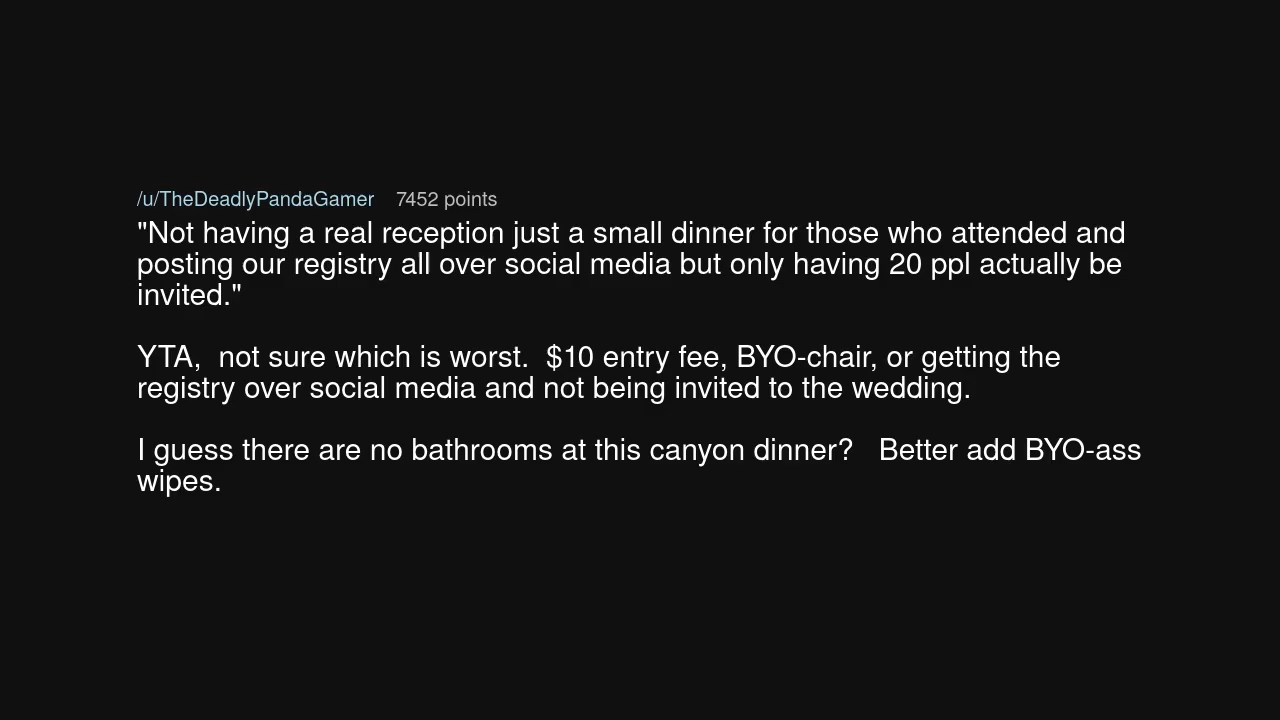 /u/TheDeadlyPandaGamer 7452 points
"Not having a real reception just a small dinner for those who attended and
posting our registry all over social media but only having 20 ppl actually be
invited."
YTA,  not sure which is worst.  $10 entry fee, BYO-chair, or getting the
registry over social media and not being invited to the wedding.
I guess there are no bathrooms at this canyon dinner?   Better add BYO-ass
wipes.